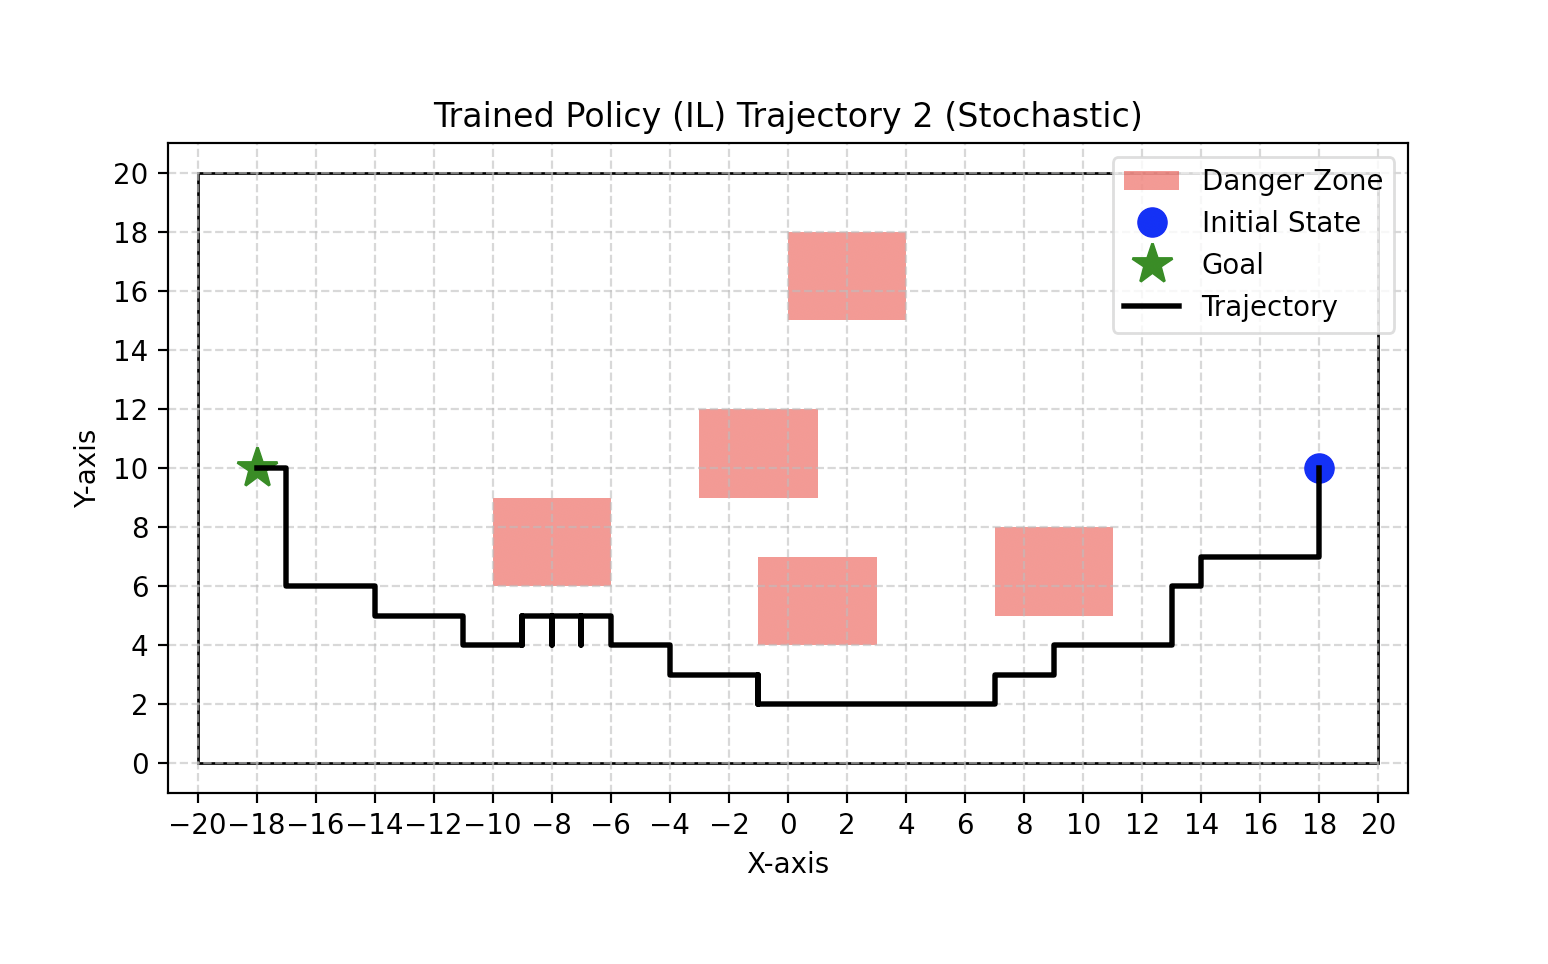 Trained Policy (IL) Trajectory 2 (Stochastic)
Danger Zone
Initial State
Goal
Trajectory
Y-axis
20
18
16
14
12
10
8
6
4
2
0
−20 −18 −16 −14 −12 −10 −8 −6 −4 −2 0 2 4 6 8 10 12 14 16 18 20
X-axis